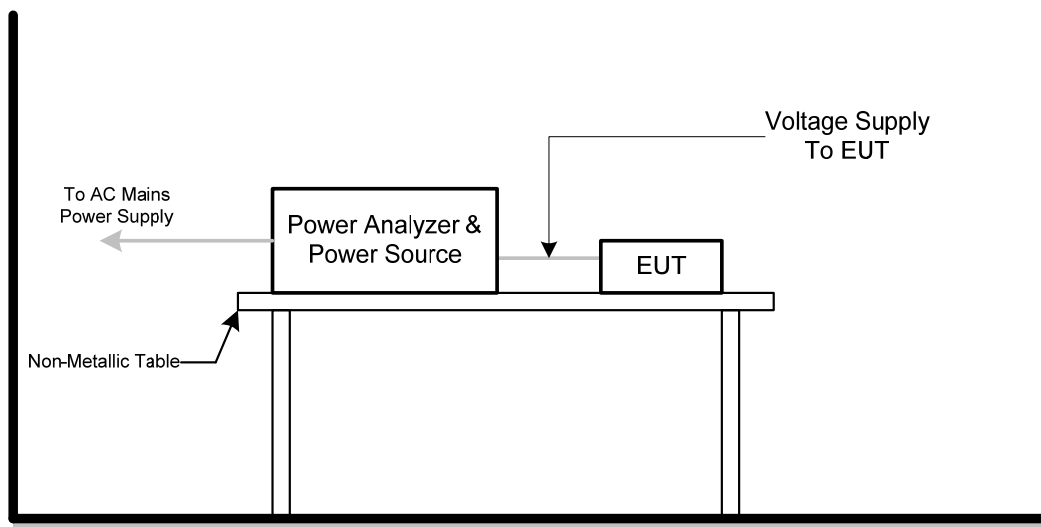 Voltage Supply
To EUT
To AC Mains
Power Supply
Power Analyzer &
Power Source
EUT
Non-Metallic Table